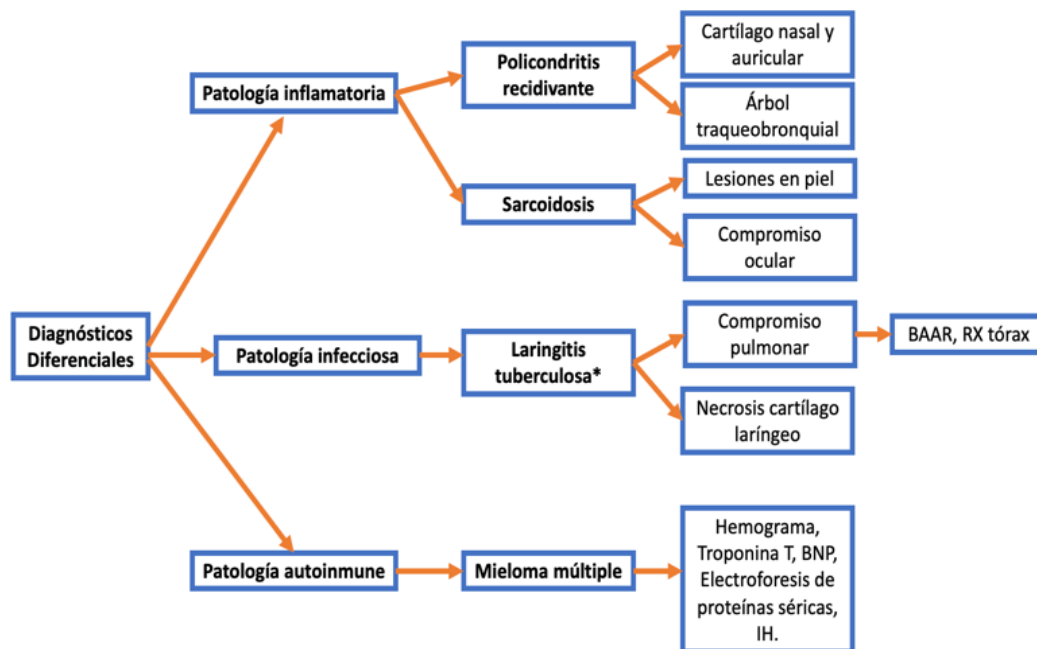 Diagnósticos
Diferenciales
Patología inflamatoria
Policondritis
recidivante
Cartílago nasal y
auricular
Árbol
traqueobronquial
Sarcoidosis
Lesiones en piel
Compromiso
ocular
Patología infecciosa
Laringitis
tuberculosa*
Compromiso
pulmonar
BAAR, RX tórax
Necrosis cartílago
laríngeo
Patología autoinmune
Mieloma múltiple
Hemograma,
Troponina T, BNP,
Electroforesis de
proteínas séricas,
IH.